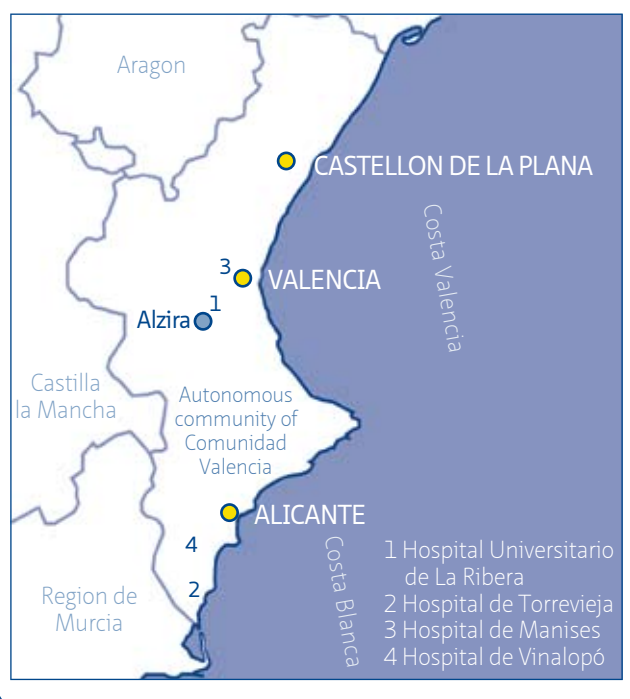 Aragon
CASTELLON DE LA PLANA
Costa Valencia
3
VALENCIA
1
Alzira
Castilla
la Mancha
Autonomous
community of
Comunidad
Valencia
ALICANTE
4
Costa Blanca
2
Region de
Murcia
1 Hospital Universitario
de La Ribera
2 Hospital de Torrevieja
3 Hospital de Manises
4 Hospital de Vinalopó